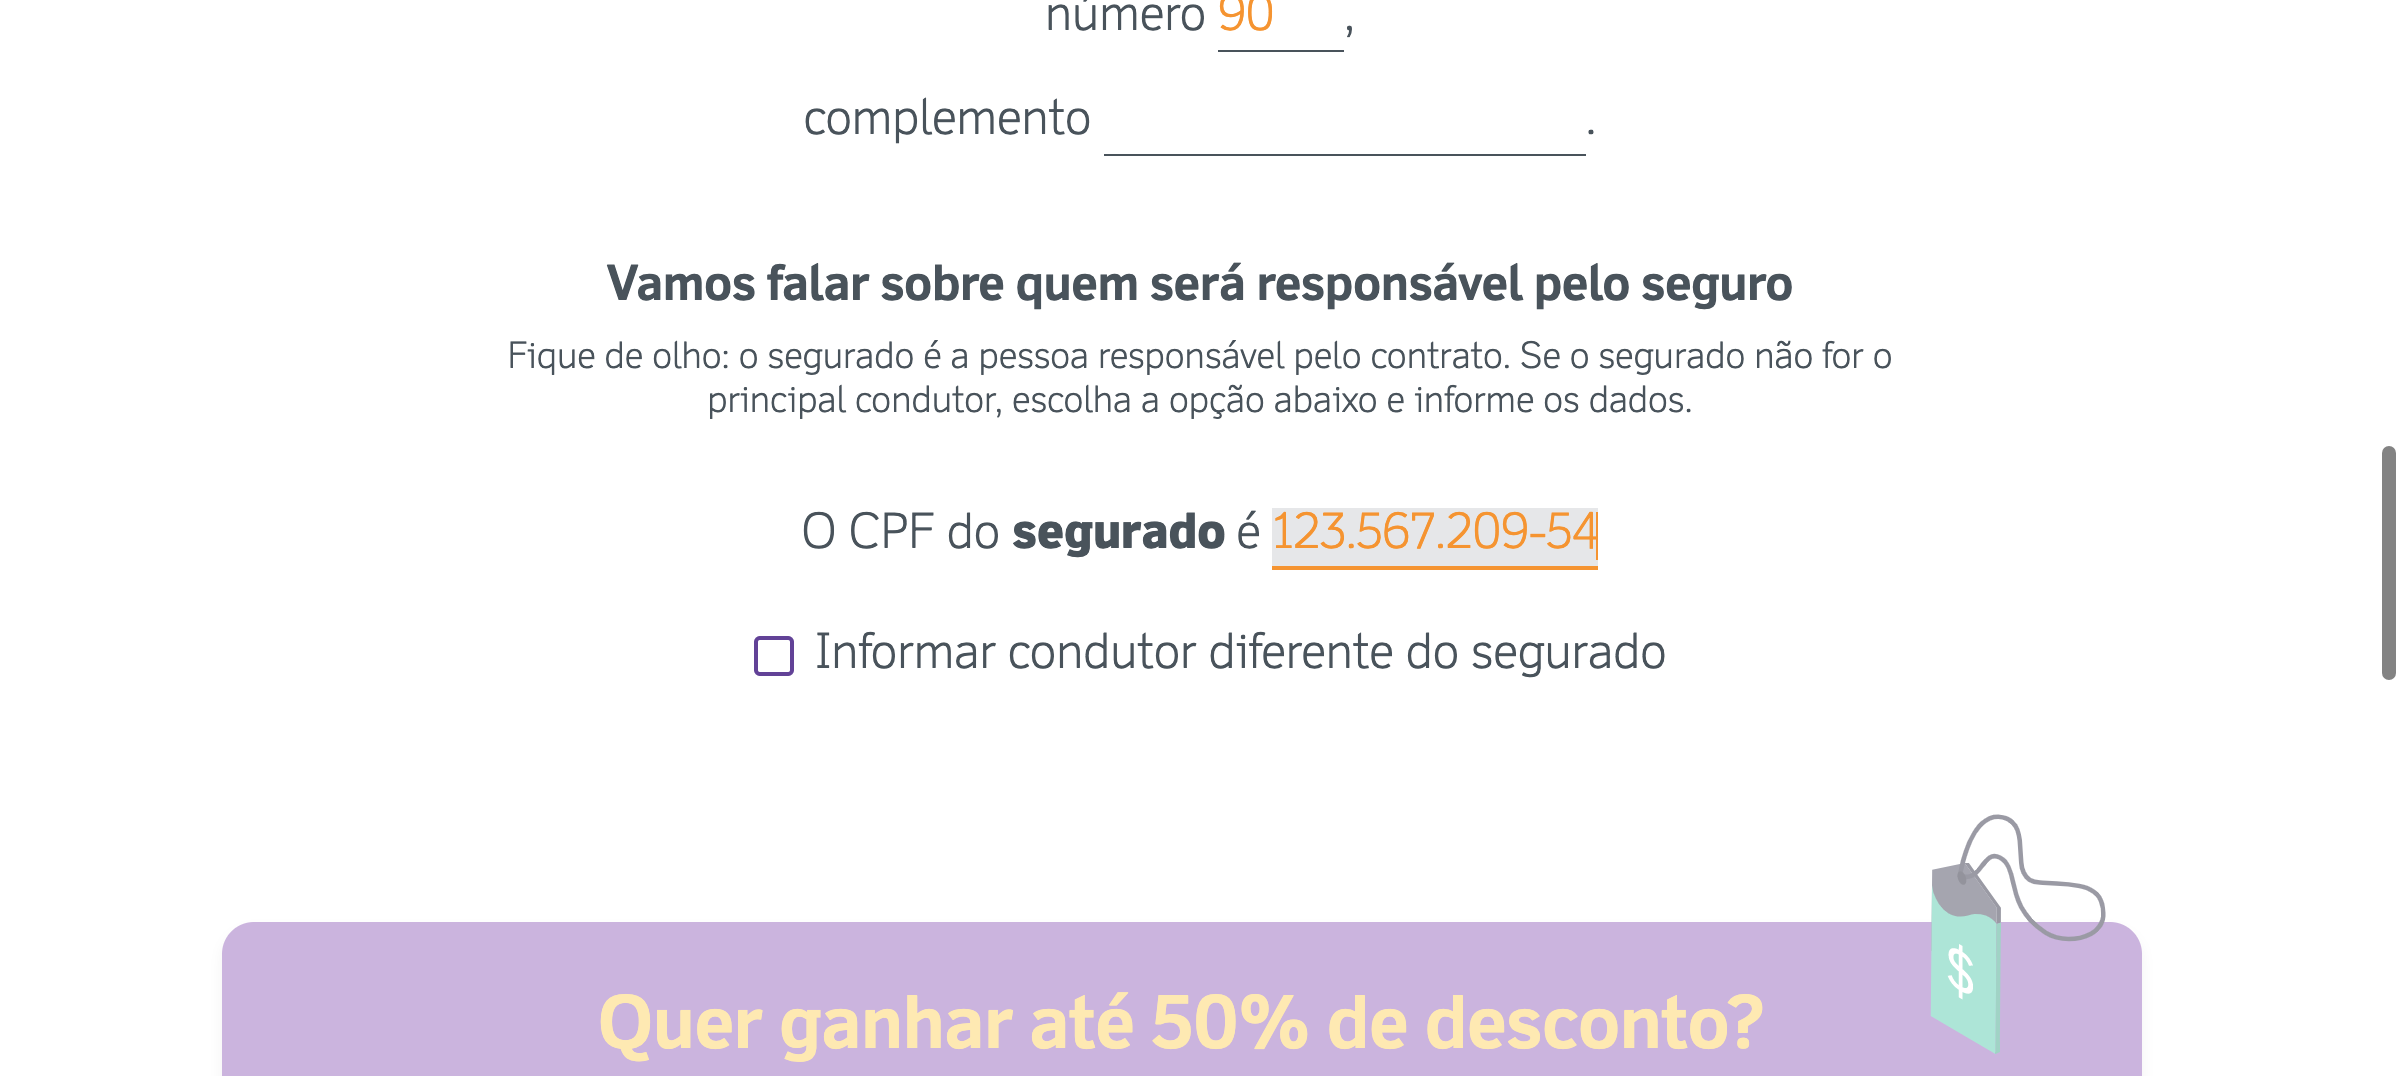 número 90,
complemento .
Vamos falar sobre quem será responsável pelo seguro
Fique de olho: o segurado é a pessoa responsável pelo contrato. Se o segurado não for o
principal condutor, escolha a opção abaixo e informe os dados.
O CPF do segurado é 123.567.209-54
Informar condutor diferente do segurado
$
Quer ganhar até 50% de desconto?